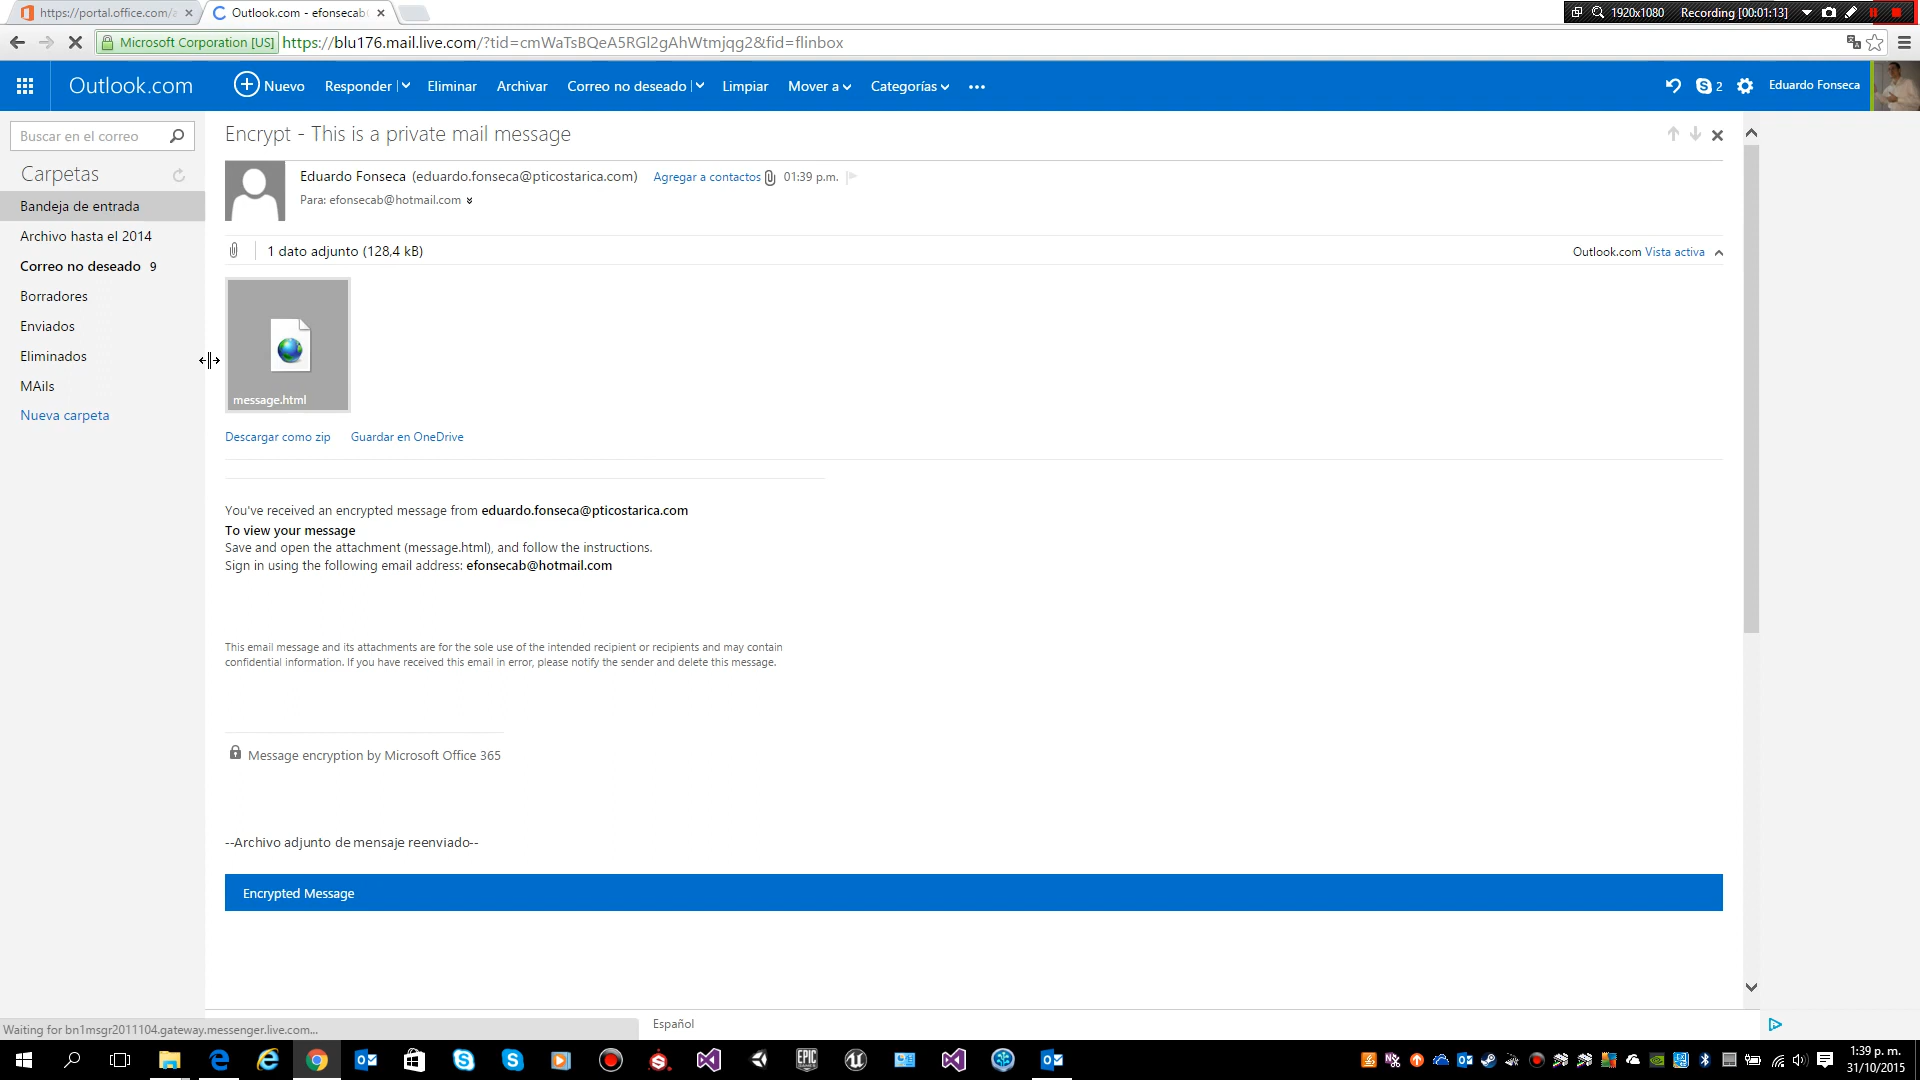 https://portal.office.com/a
Outlook.com - efonsecab
1920x1080
Recording [00:01:13]
Microsoft Corporation [US]
https://blu176.mail.live.com/?tid=cmWaTsBQeA5RGl2gAhWtmjqg2&fid=flinbox
Outlook.com
Nuevo
Responder
Eliminar
Archivar
Correo no deseado
Limpiar
Mover a
Categorías
2
Eduardo Fonseca
Buscar en el correo
Encrypt - This is a private mail message
Carpetas
Bandeja de entrada
Archivo hasta el 2014
Correo no deseado 9
Borradores
Enviados
Eliminados
MAils
Nueva carpeta
Eduardo Fonseca (eduardo.fonseca@pticostarica.com)
Agregar a contactos
01:39 p.m.
Para: efonsecab@hotmail.com
1 dato adjunto (128,4 kB)
Outlook.com Vista activa
message.html
Descargar como zip
Guardar en OneDrive
You've received an encrypted message from eduardo.fonseca@pticostarica.com
To view your message
Save and open the attachment (message.html), and follow the instructions.
Sign in using the following email address: efonsecab@hotmail.com
This email message and its attachments are for the sole use of the intended recipient or recipients and may contain
confidential information. If you have received this email in error, please notify the sender and delete this message.
Message encryption by Microsoft Office 365
--Archivo adjunto de mensaje reenviado--
Encrypted Message
Waiting for bn1msgr2011104.gateway.messenger.live.com...
Español
EPIC
1:39 p. m.
31/10/2015